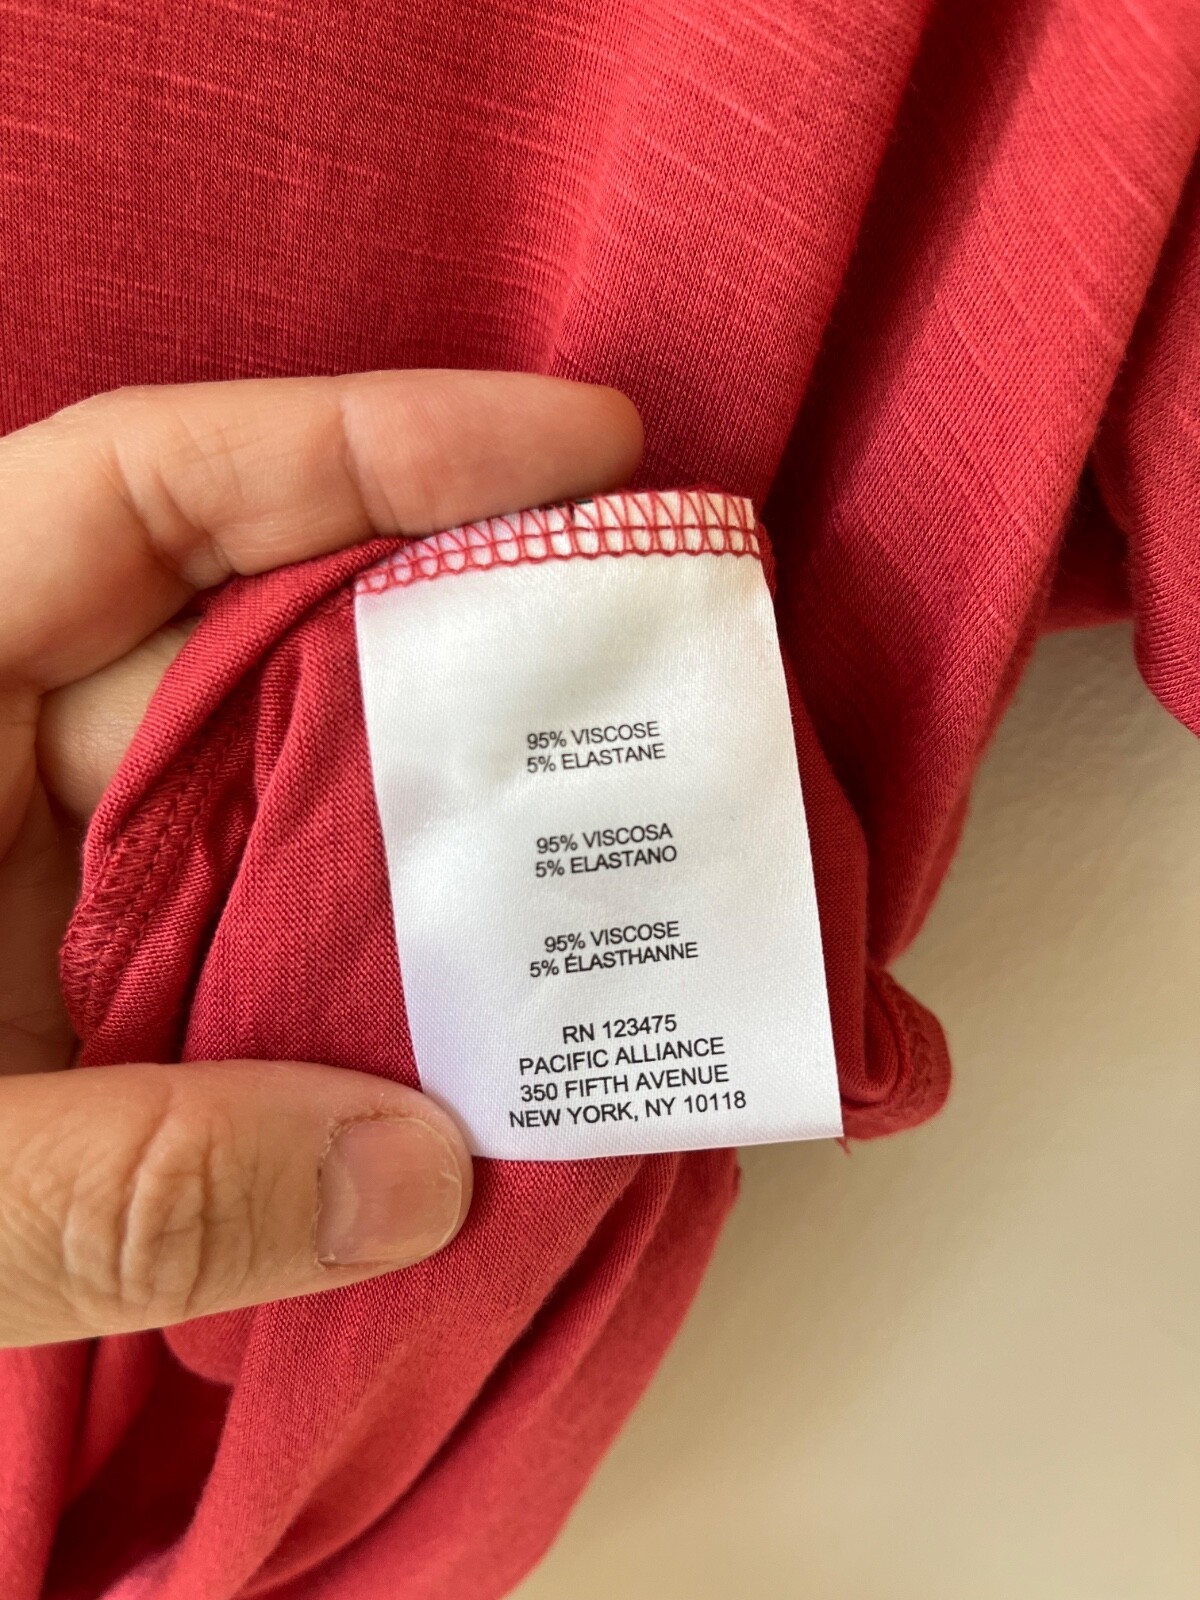 95% VISCOSE
5% ELASTANE
95% VISCOSA
5% ELASTANO
95% VISCOSE
5% ÉLASTHANNE
RN 123475
PACIFIC ALLIANCE
350 FIFTH AVENUE
NEW YORK, NY 10118